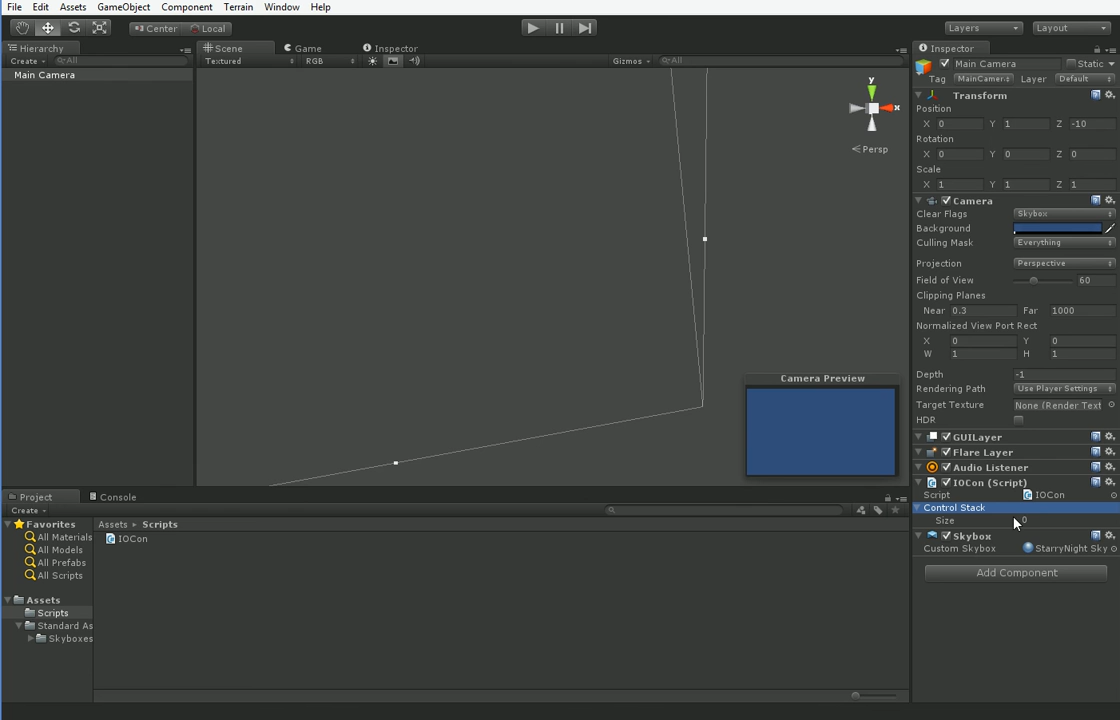 File Edit Assets GameObject Component Terrain Window Help
Center Local Layers Layout
Hierarchy Scene Game Inspector Inspector
Create All Textured RGB Gizmos All
Main Camera
Main Camera Static
Tag MainCamer Layer Default
Transform
Position
X 0 Y 1 Z -10
Rotation
X 0 Y 0 Z 0
Scale
X 1 Y 1 Z 1
y
x
Persp
Camera
Clear Flags Skybox
Background
Culling Mask Everything
Projection Perspective
Field of View 60
Clipping Planes
Near 0.3 Far 1000
Normalized View Port Rect
X 0 Y 0
W 1 H 1
Depth -1
Rendering Path Use Player Settings
Target Texture None (Render Text
HDR
Camera Preview
GUILayer
Flare Layer
Audio Listener
IOCon (Script)
Script IOCon
Control Stack
Size 0
Skybox
Custom Skybox StarryNight Sky
Add Component
Project Console
Create
Favorites
All Materials
All Models
All Prefabs
All Scripts
Assets
Scripts
Standard As
Skyboxes
Assets Scripts
IOCon